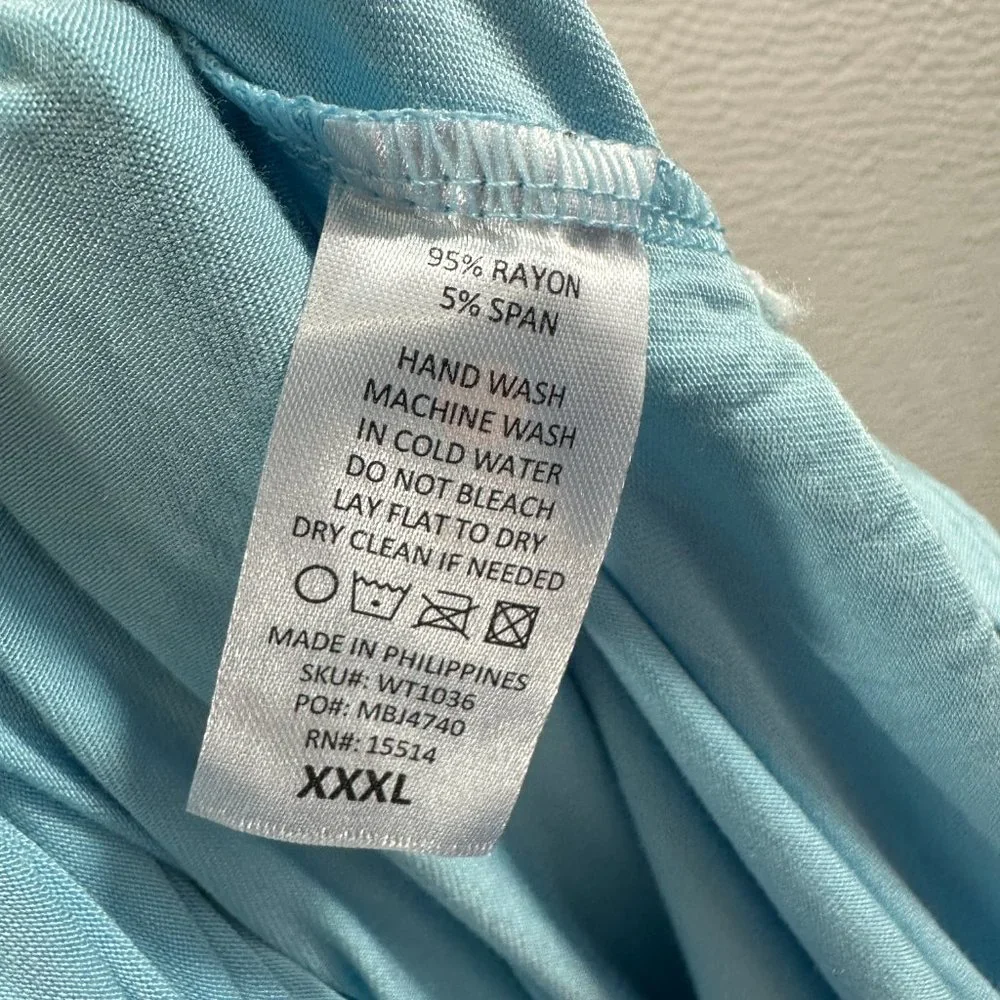 95% RAYON
5% SPAN
HAND WASH
MACHINE WASH
IN COLD WATER
DO NOT BLEACH
LAY FLAT TO DRY
DRY CLEAN IF NEEDED
MADE IN PHILIPPINES
SKU#: WT1036
PO#: MBJ4740
RN#: 15514
XXXL